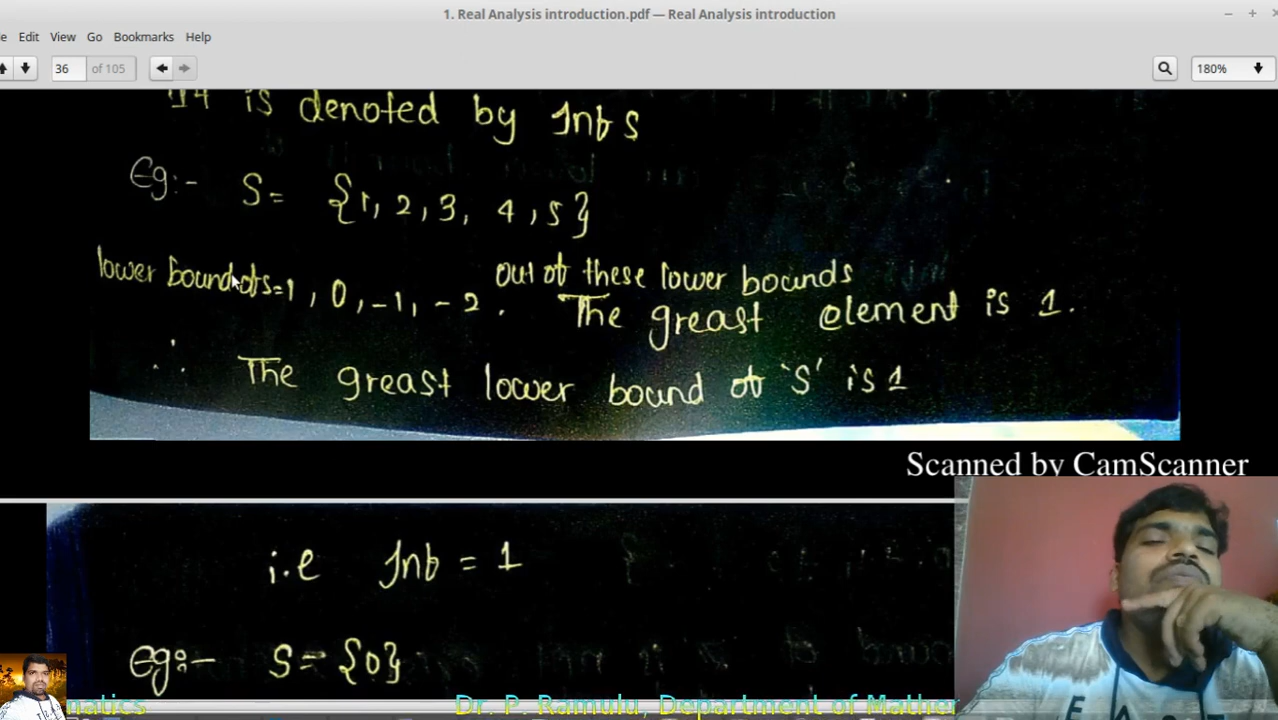 1. Real Analysis introduction.pdf — Real Analysis introduction
e Edit View Go Bookmarks Help
36 of 105
180%
is denoted by Inf S
Eg:- S = {1, 2, 3, 4, 5}
lower bound of S = 1, 0, -1, -2. out of these lower bounds
The greast element is 1.
∴ The greast lower bound of 'S' is 1
Scanned by CamScanner
i.e Inf = 1
Eg:- S = {0}
matics Dr. P. Ramulu, Department of Mather
E A